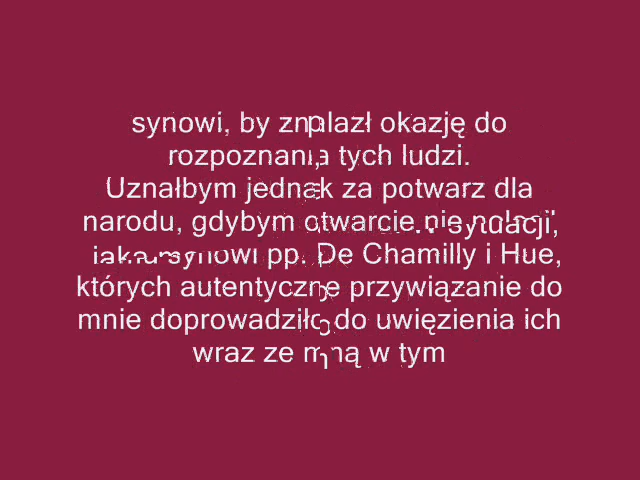 synowi, by znalazł okazję do
rozpoznania tych ludzi.
Uznałbym jednak za potwarz dla
narodu, gdybym otwarcie nie
synowi pp. De Chamilly i Hue,
których autentyczne przywiązanie do
mnie doprowadziło do uwięzienia ich
wraz ze mną w tym